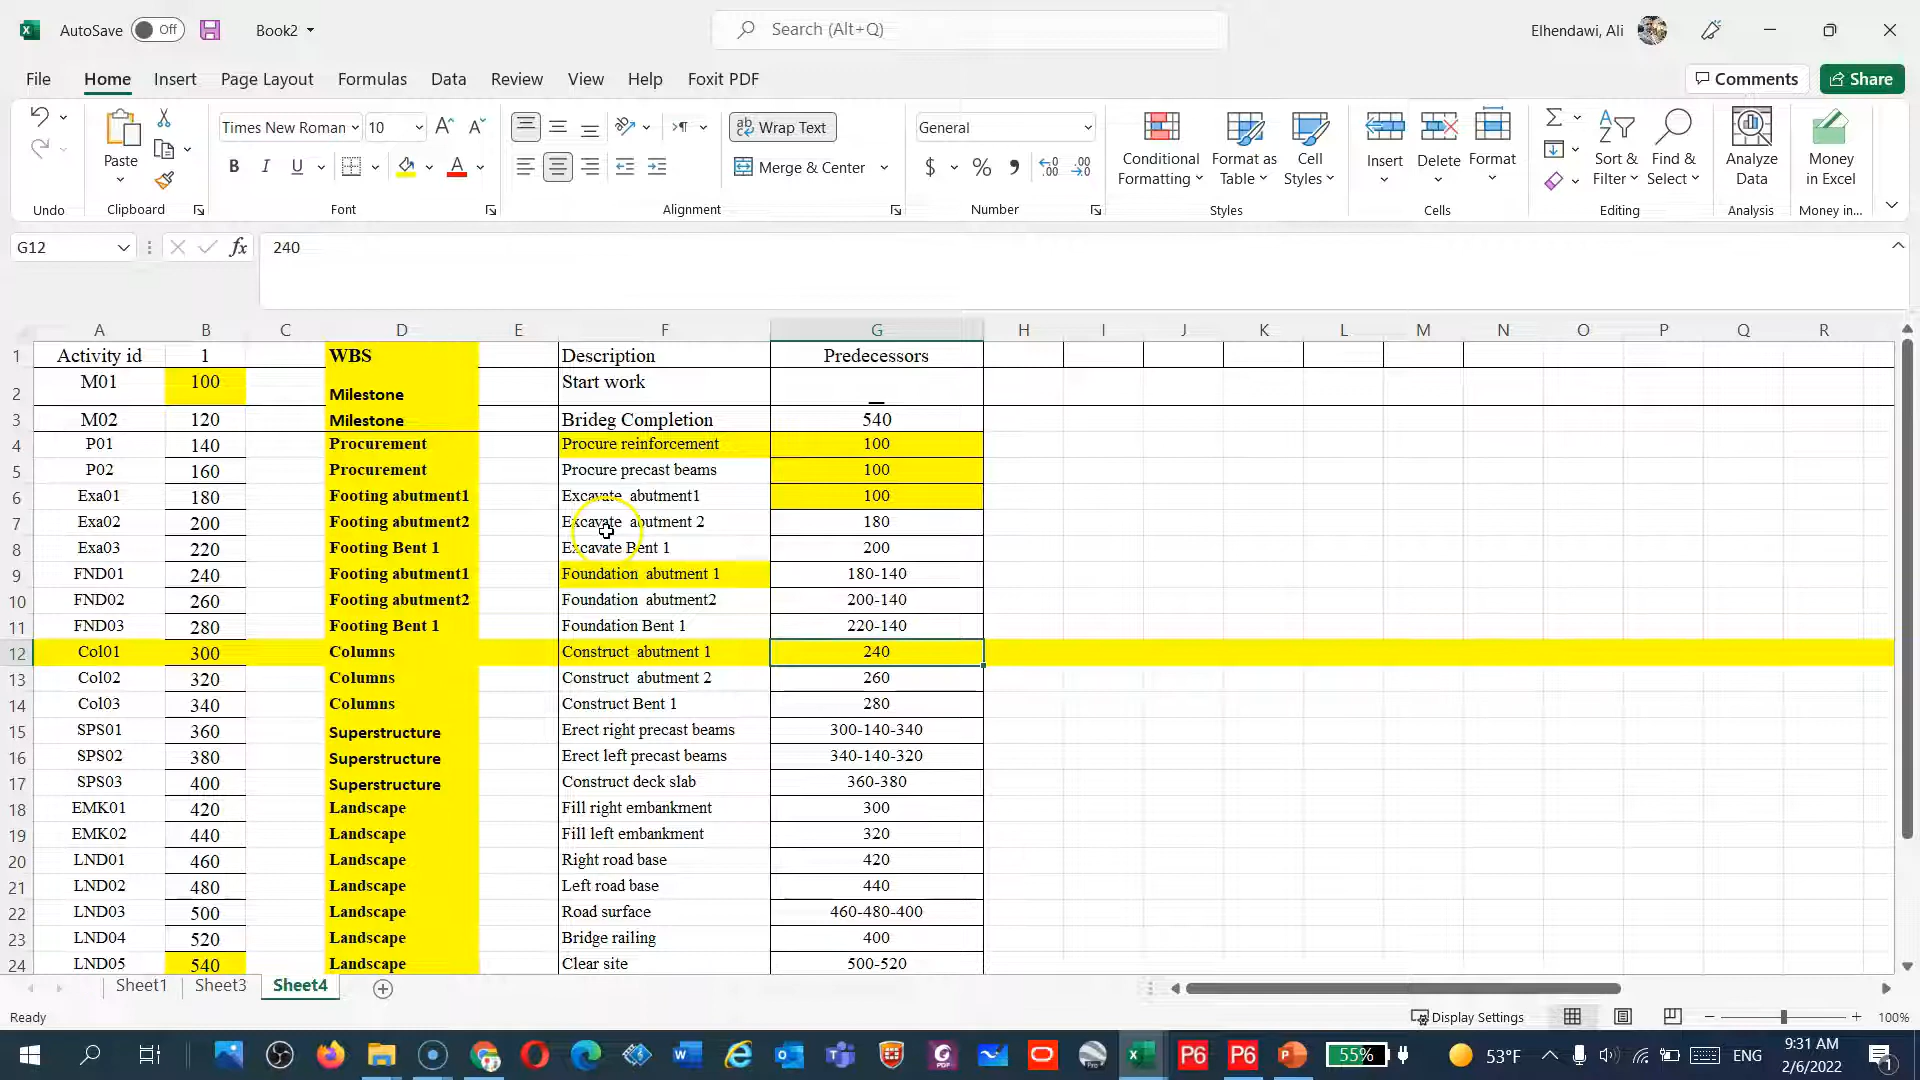 AutoSave Off Book2 Search (Alt+Q) Elhendawi, Ali
File Home Insert Page Layout Formulas Data Review View Help Foxit PDF Comments Share
Times New Roman 10 Wrap Text General
Paste B I U Merge & Center $ % Conditional Formatting Format as Table Cell Styles Insert Delete Format Sort & Filter Find & Select Analyze Data Money in Excel
Undo Clipboard Font Alignment Number Styles Cells Editing Analysis Money in...
G12 fx 240
A B C D E F G H I J K L M N O P Q R
1 Activity id 1 WBS Description Predecessors
2 M01 100 Milestone Start work _
3 M02 120 Milestone Brideg Completion 540
4 P01 140 Procurement Procure reinforcement 100
5 P02 160 Procurement Procure precast beams 100
6 Exa01 180 Footing abutment1 Excavate abutment1 100
7 Exa02 200 Footing abutment2 Excavate abutment 2 180
8 Exa03 220 Footing Bent 1 Excavate Bent 1 200
9 FND01 240 Footing abutment1 Foundation abutment 1 180-140
10 FND02 260 Footing abutment2 Foundation abutment2 200-140
11 FND03 280 Footing Bent 1 Foundation Bent 1 220-140
12 Col01 300 Columns Construct abutment 1 240
13 Col02 320 Columns Construct abutment 2 260
14 Col03 340 Columns Construct Bent 1 280
15 SPS01 360 Superstructure Erect right precast beams 300-140-340
16 SPS02 380 Superstructure Erect left precast beams 340-140-320
17 SPS03 400 Superstructure Construct deck slab 360-380
18 EMK01 420 Landscape Fill right embankment 300
19 EMK02 440 Landscape Fill left embankment 320
20 LND01 460 Landscape Right road base 420
21 LND02 480 Landscape Left road base 440
22 LND03 500 Landscape Road surface 460-480-400
23 LND04 520 Landscape Bridge railing 400
24 LND05 540 Landscape Clear site 500-520
Sheet1 Sheet3 Sheet4
Ready Display Settings 100%
55% 53°F ENG 9:31 AM
2/6/2022